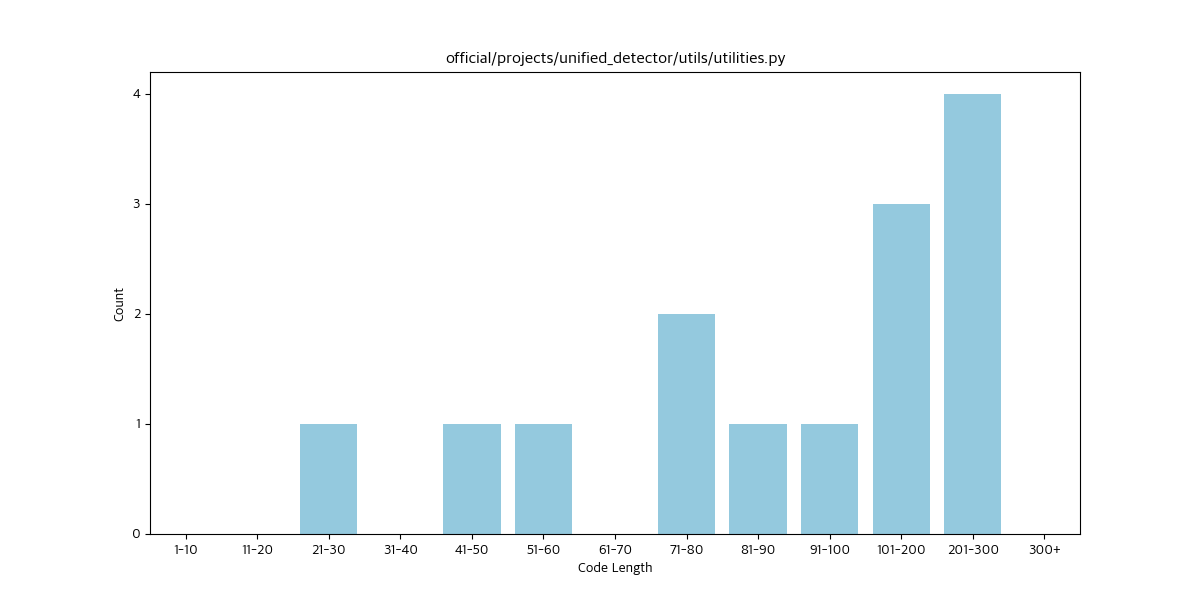 official/projects/unified_detector/utils/utilities.py
4
3
2
1
0
Count
1-10 11-20 21-30 31-40 41-50 51-60 61-70 71-80 81-90 91-100 101-200 201-300 300+
Code Length